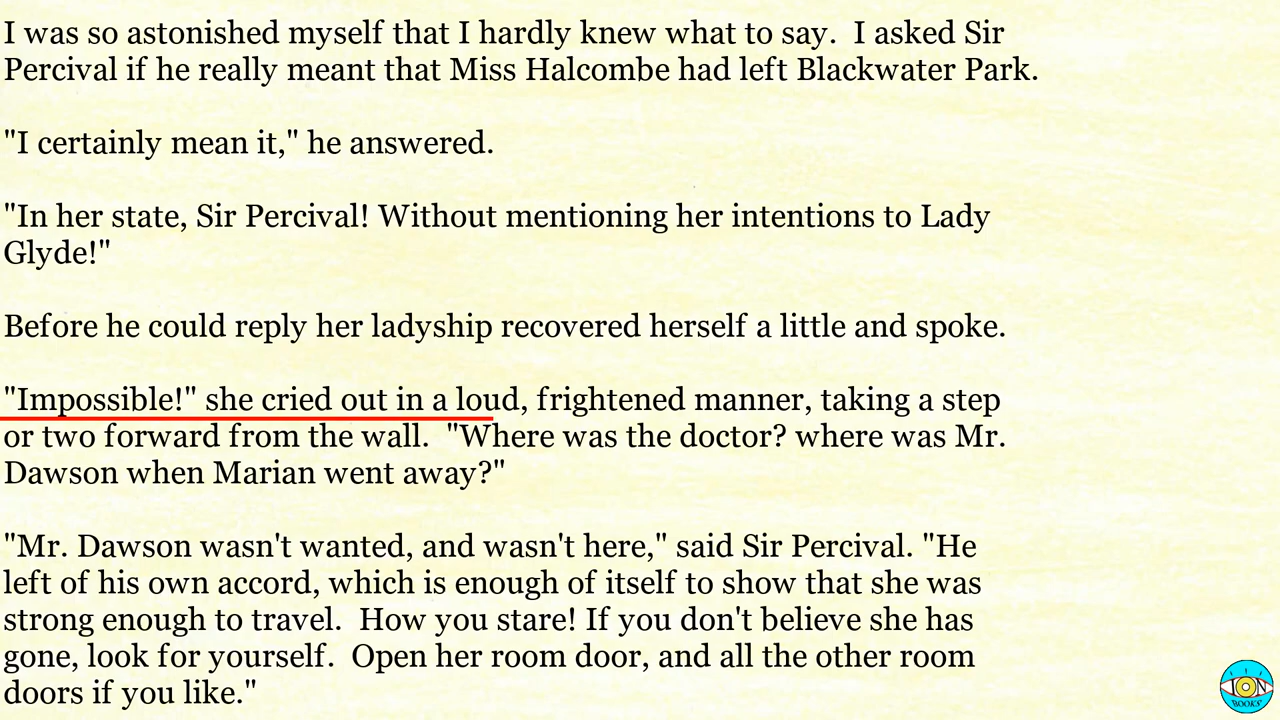 I was so astonished myself that I hardly knew what to say.  I asked Sir
Percival if he really meant that Miss Halcombe had left Blackwater Park.
"I certainly mean it," he answered.
"In her state, Sir Percival! Without mentioning her intentions to Lady
Glyde!"
Before he could reply her ladyship recovered herself a little and spoke.
"Impossible!" she cried out in a loud, frightened manner, taking a step
or two forward from the wall.  "Where was the doctor? where was Mr.
Dawson when Marian went away?"
"Mr. Dawson wasn't wanted, and wasn't here," said Sir Percival. "He
left of his own accord, which is enough of itself to show that she was
strong enough to travel.  How you stare! If you don't believe she has
gone, look for yourself.  Open her room door, and all the other room
doors if you like."
ION
BOOKS